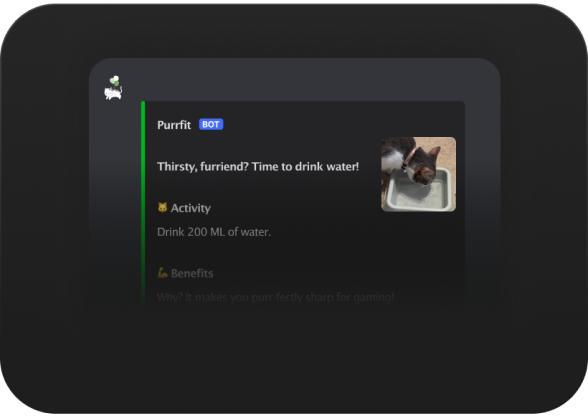 Purrfit BOT
Thirsty, furriend? Time to drink water!
😺 Activity
Drink 200 ML of water.
💪 Benefits
Why? It makes you purr-fectly sharp for gaming!